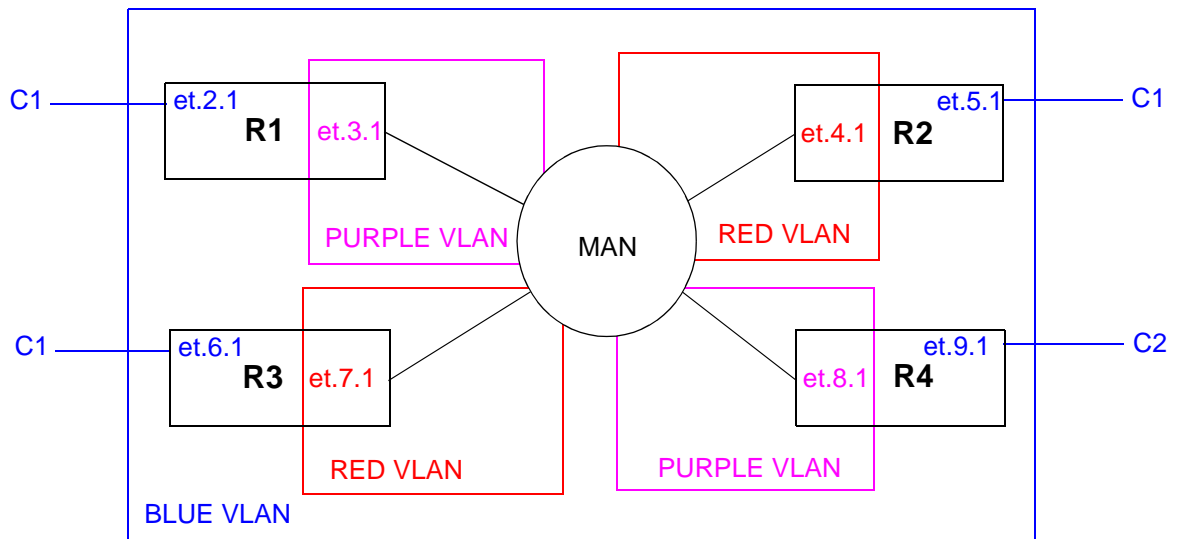 C1
et.2.1
R1
et.3.1
PURPLE VLAN
et.4.1
R2
et.5.1
C1
RED VLAN
MAN
C1
et.6.1
R3
et.7.1
RED VLAN
et.8.1
R4
et.9.1
C2
PURPLE VLAN
BLUE VLAN